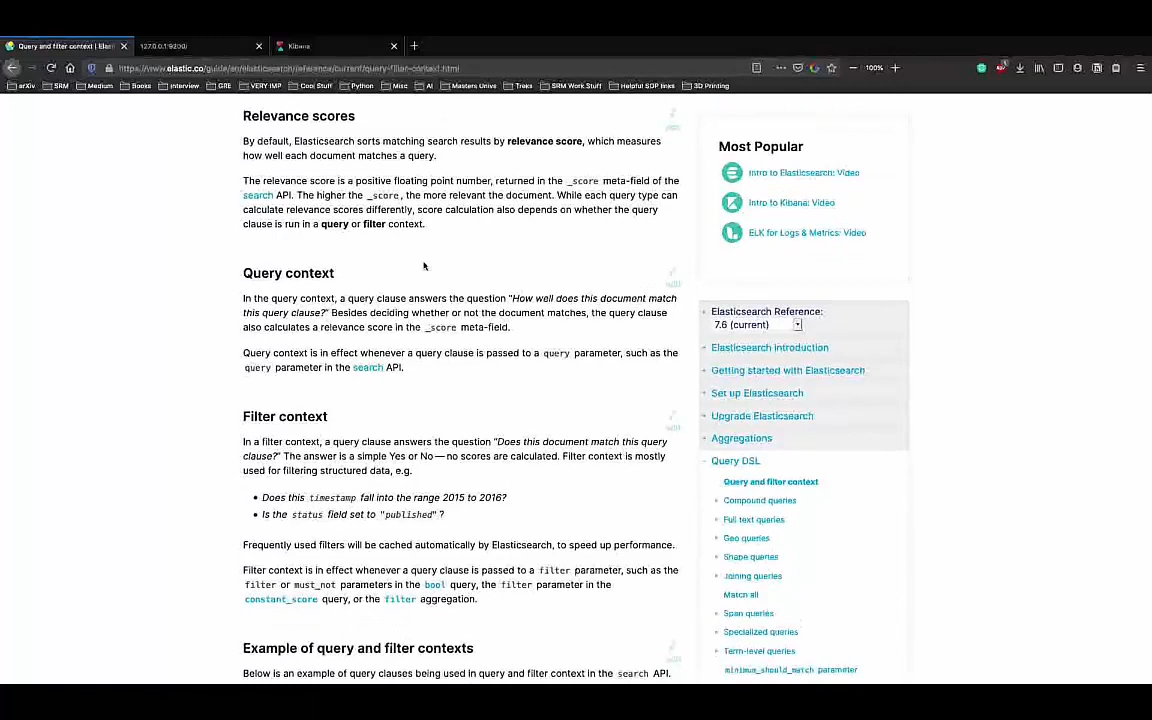 Query and filter context | Elast
127.0.0.1:9200/
Kibana
https://www.elastic.co/guide/en/elasticsearch/reference/current/query-filter-context.html
100%
arXiv SRM Medium Books Interview GRE VERY IMP Cool Stuff Python Misc AI Masters Univs Treks SRM Work Stuff Helpful SOP links 3D Printing
Relevance scores
By default, Elasticsearch sorts matching search results by relevance score, which measures
how well each document matches a query.
The relevance score is a positive floating point number, returned in the _score meta-field of the
search API. The higher the _score, the more relevant the document. While each query type can
calculate relevance scores differently, score calculation also depends on whether the query
clause is run in a query or filter context.
Query context
In the query context, a query clause answers the question "How well does this document match
this query clause?" Besides deciding whether or not the document matches, the query clause
also calculates a relevance score in the _score meta-field.
Query context is in effect whenever a query clause is passed to a query parameter, such as the
query parameter in the search API.
Filter context
In a filter context, a query clause answers the question "Does this document match this query
clause?" The answer is a simple Yes or No — no scores are calculated. Filter context is mostly
used for filtering structured data, e.g.
• Does this timestamp fall into the range 2015 to 2016?
• Is the status field set to "published" ?
Frequently used filters will be cached automatically by Elasticsearch, to speed up performance.
Filter context is in effect whenever a query clause is passed to a filter parameter, such as the
filter or must_not parameters in the bool query, the filter parameter in the
constant_score query, or the filter aggregation.
Example of query and filter contexts
Below is an example of query clauses being used in query and filter context in the search API.
Most Popular
Intro to Elasticsearch: Video
Intro to Kibana: Video
ELK for Logs & Metrics: Video
Elasticsearch Reference:
7.6 (current)
Elasticsearch introduction
Getting started with Elasticsearch
Set up Elasticsearch
Upgrade Elasticsearch
Aggregations
Query DSL
Query and filter context
Compound queries
Full text queries
Geo queries
Shape queries
Joining queries
Match all
Span queries
Specialized queries
Term-level queries
minimum_should_match parameter